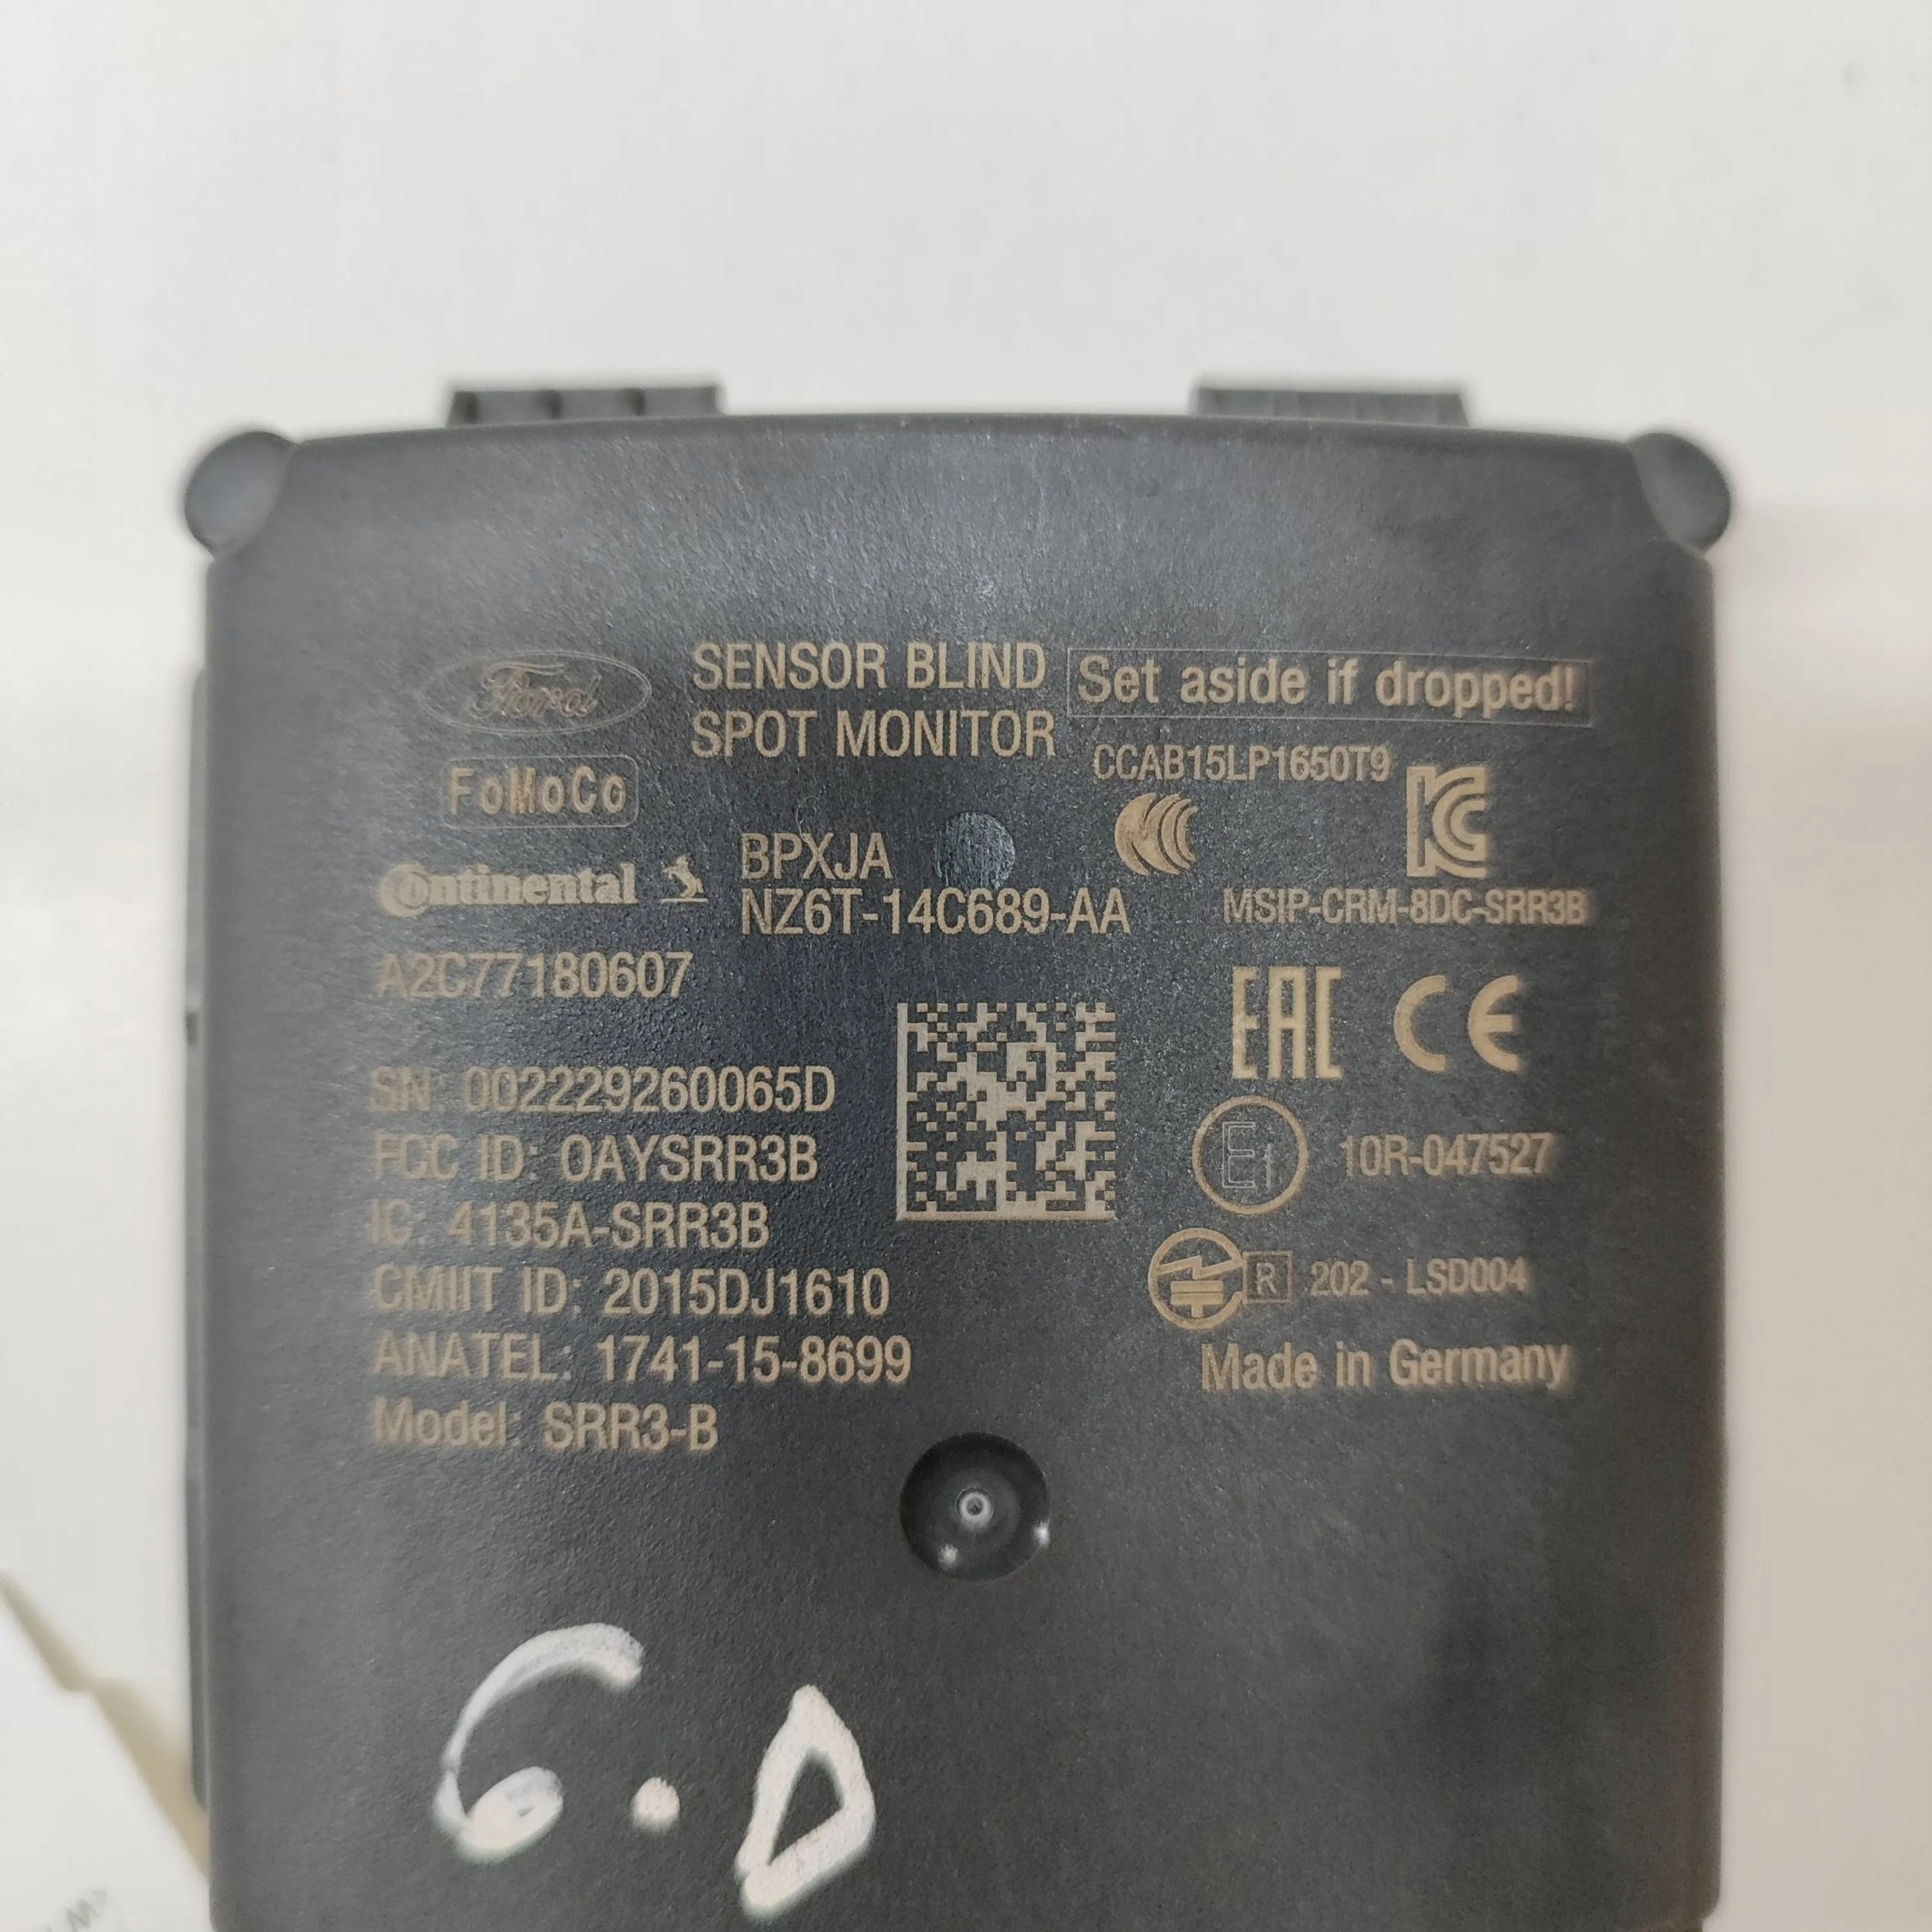 Ford
SENSOR BLIND
SPOT MONITOR
Set aside if dropped!
FoMoCo
CCAB15LP1650T9
Continental
BPXJA
NZ6T-14C689-AA
MSIP-CRM-8DC-SRR3B
A2C77180607
EAC CE
SN: 002229260065D
FCC ID: OAYSRR3B
IC: 4135A-SRR3B
CMIIT ID: 2015DJ1610
ANATEL: 1741-15-8699
Model: SRR3-B
E1 10R-047527
R 202 - LSD004
Made in Germany
6.D